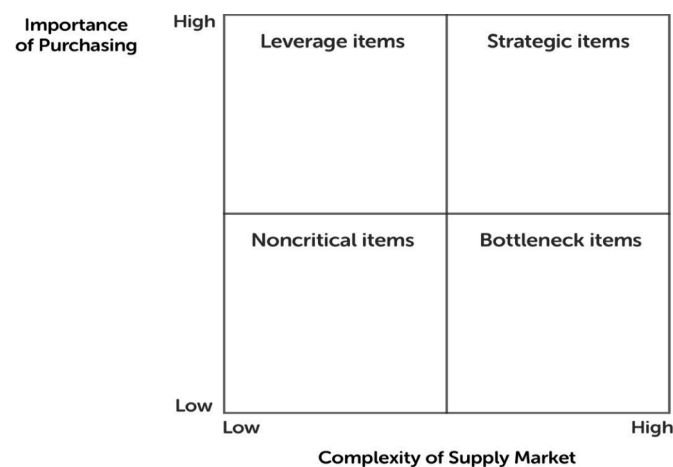 Importance
of Purchasing
High
Leverage items
Strategic items
Noncritical items
Bottleneck items
Low
Low
High
Complexity of Supply Market